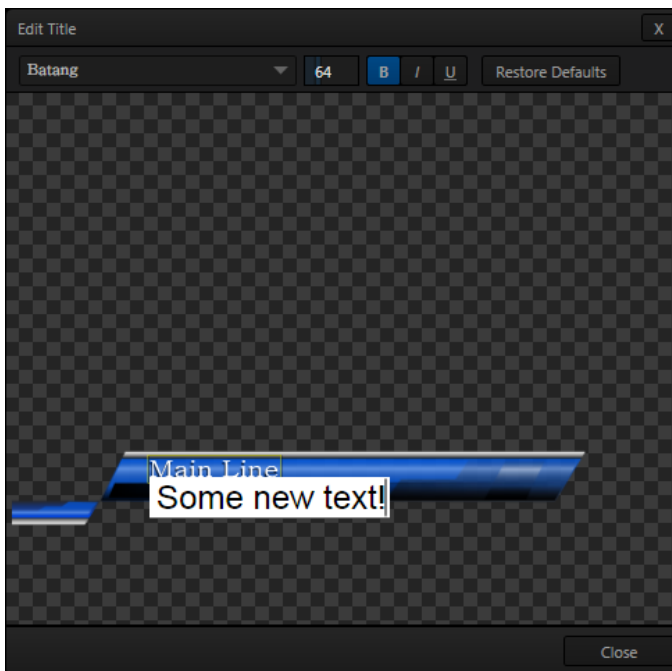 Edit Title
X
Batang
64
B
I
U
Restore Defaults
Main Line
Some new text!
Close